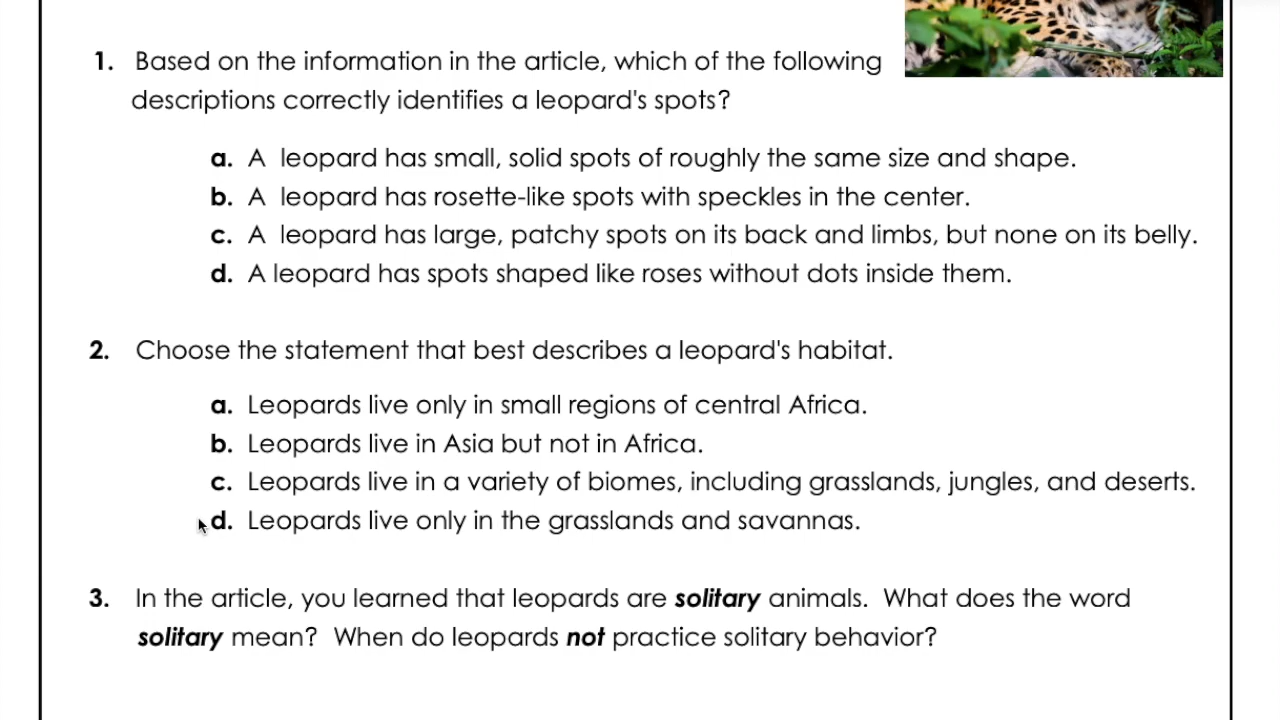 1. Based on the information in the article, which of the following
descriptions correctly identifies a leopard's spots?
a. A leopard has small, solid spots of roughly the same size and shape.
b. A leopard has rosette-like spots with speckles in the center.
c. A leopard has large, patchy spots on its back and limbs, but none on its belly.
d. A leopard has spots shaped like roses without dots inside them.
2. Choose the statement that best describes a leopard's habitat.
a. Leopards live only in small regions of central Africa.
b. Leopards live in Asia but not in Africa.
c. Leopards live in a variety of biomes, including grasslands, jungles, and deserts.
d. Leopards live only in the grasslands and savannas.
3. In the article, you learned that leopards are solitary animals. What does the word
solitary mean? When do leopards not practice solitary behavior?